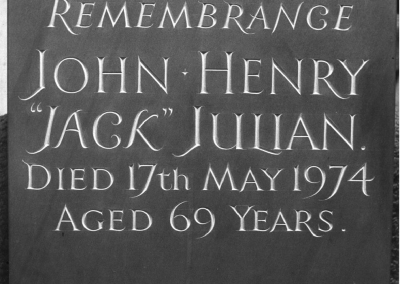 REMEMBRANCE
JOHN · HENRY
"JACK" JULIAN.
DIED 17th MAY 1974
AGED 69 YEARS.